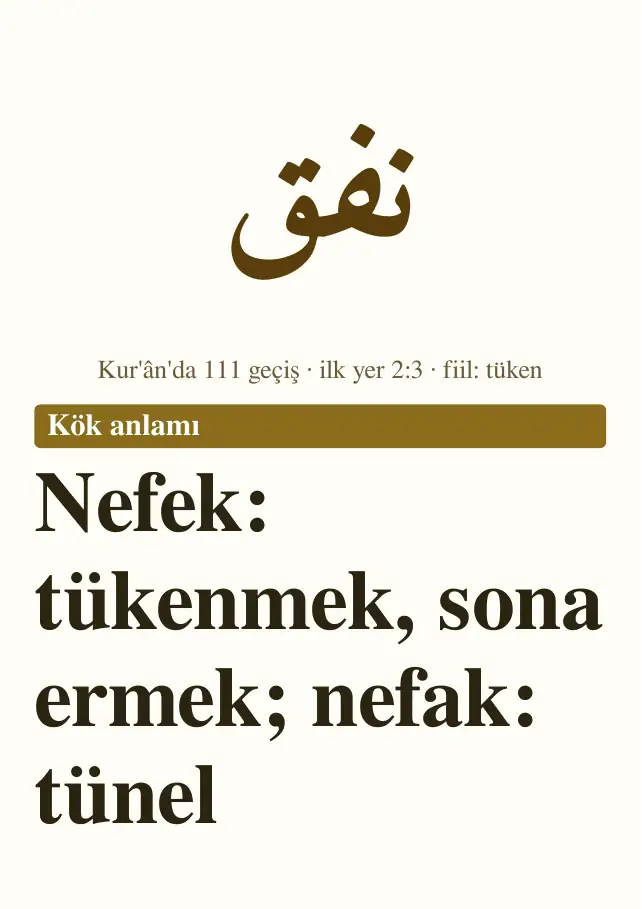 نفق
Kur'ân'da 111 geçiş · ilk yer 2:3 · fiil: tüken
Kök anlamı
Nefek:
tükenmek, sona
ermek; nefak:
tünel